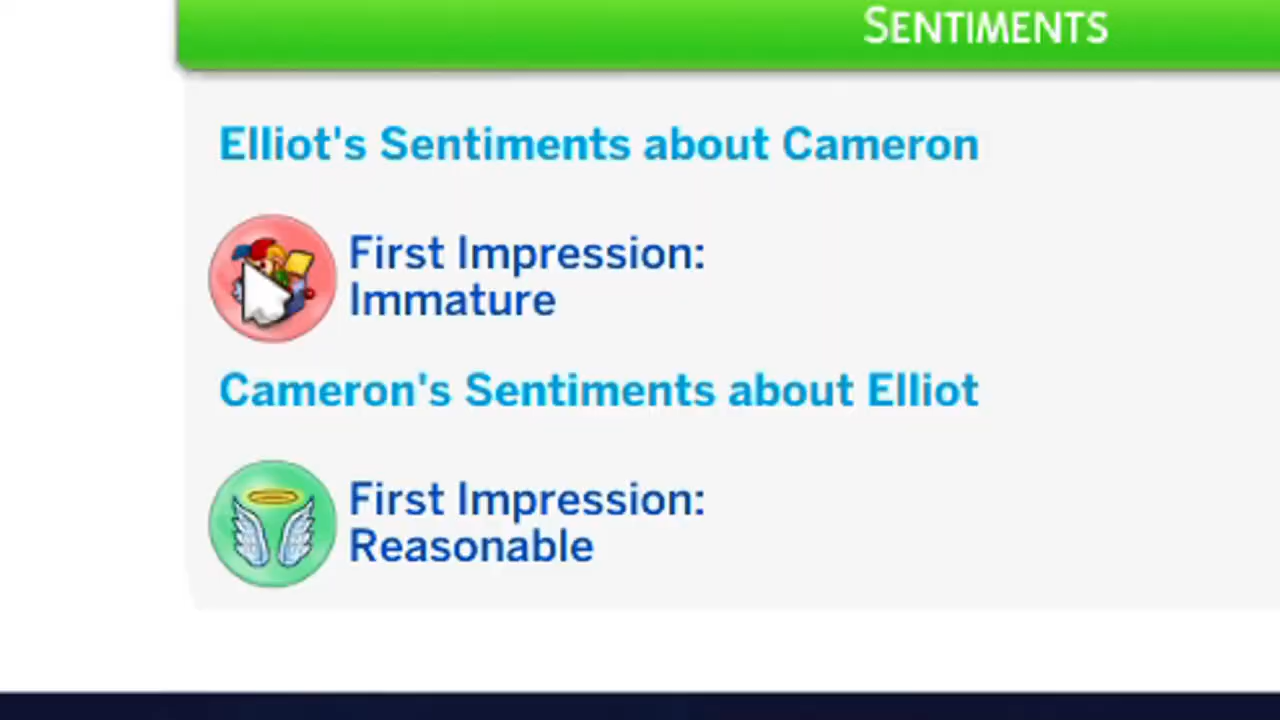 SENTIMENTS
Elliot's Sentiments about Cameron
First Impression:
Immature
Cameron's Sentiments about Elliot
First Impression:
Reasonable